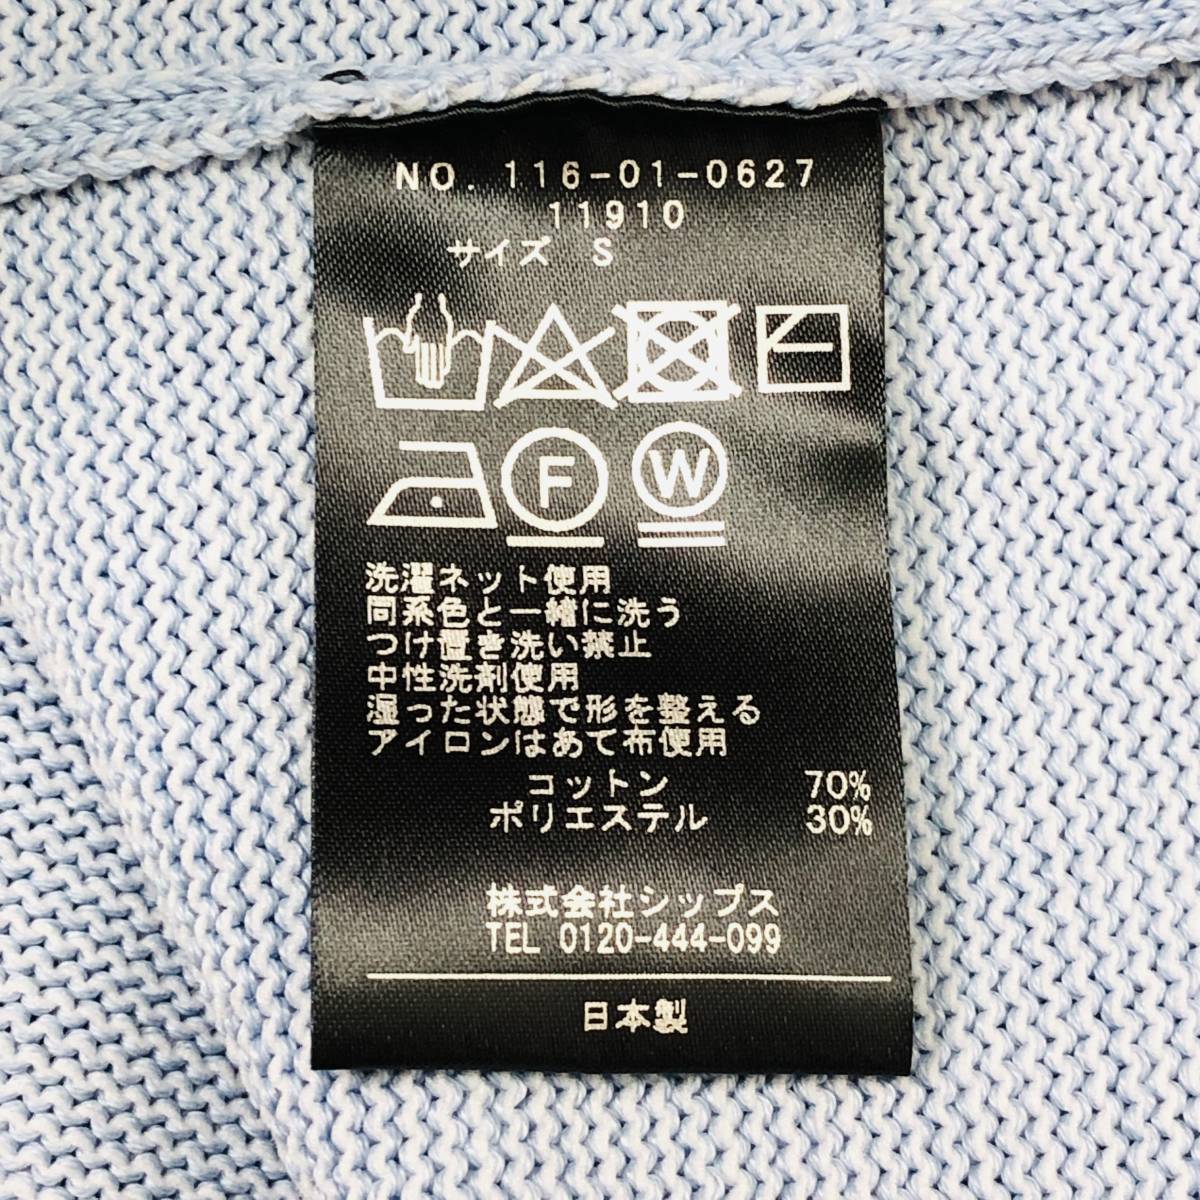 NO. 116-01-0627
11910
サイズ S
F W
洗濯ネット使用
同系色と一緒に洗う
つけ置き洗い禁止
中性洗剤使用
湿った状態で形を整える
アイロンはあて布使用
コットン 70%
ポリエステル 30%
株式会社シップス
TEL 0120-444-099
日本製